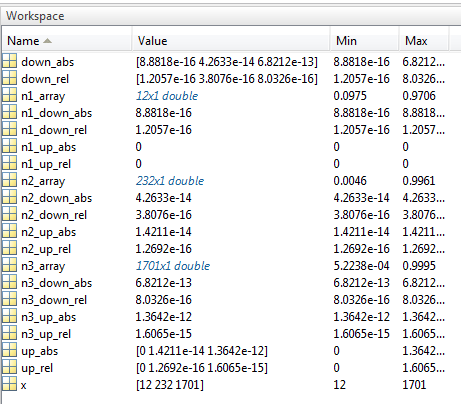 Workspace
Name Value Min Max
down_abs [8.8818e-16 4.2633e-14 6.8212e-13] 8.8818e-16 6.8212...
down_rel [1.2057e-16 3.8076e-16 8.0326e-16] 1.2057e-16 8.0326...
n1_array 12x1 double 0.0975 0.9706
n1_down_abs 8.8818e-16 8.8818e-16 8.8818...
n1_down_rel 1.2057e-16 1.2057e-16 1.2057...
n1_up_abs 0 0 0
n1_up_rel 0 0 0
n2_array 232x1 double 0.0046 0.9961
n2_down_abs 4.2633e-14 4.2633e-14 4.2633...
n2_down_rel 3.8076e-16 3.8076e-16 3.8076...
n2_up_abs 1.4211e-14 1.4211e-14 1.4211...
n2_up_rel 1.2692e-16 1.2692e-16 1.2692...
n3_array 1701x1 double 5.2238e-04 0.9995
n3_down_abs 6.8212e-13 6.8212e-13 6.8212...
n3_down_rel 8.0326e-16 8.0326e-16 8.0326...
n3_up_abs 1.3642e-12 1.3642e-12 1.3642...
n3_up_rel 1.6065e-15 1.6065e-15 1.6065...
up_abs [0 1.4211e-14 1.3642e-12] 0 1.3642...
up_rel [0 1.2692e-16 1.6065e-15] 0 1.6065...
x [12 232 1701] 12 1701